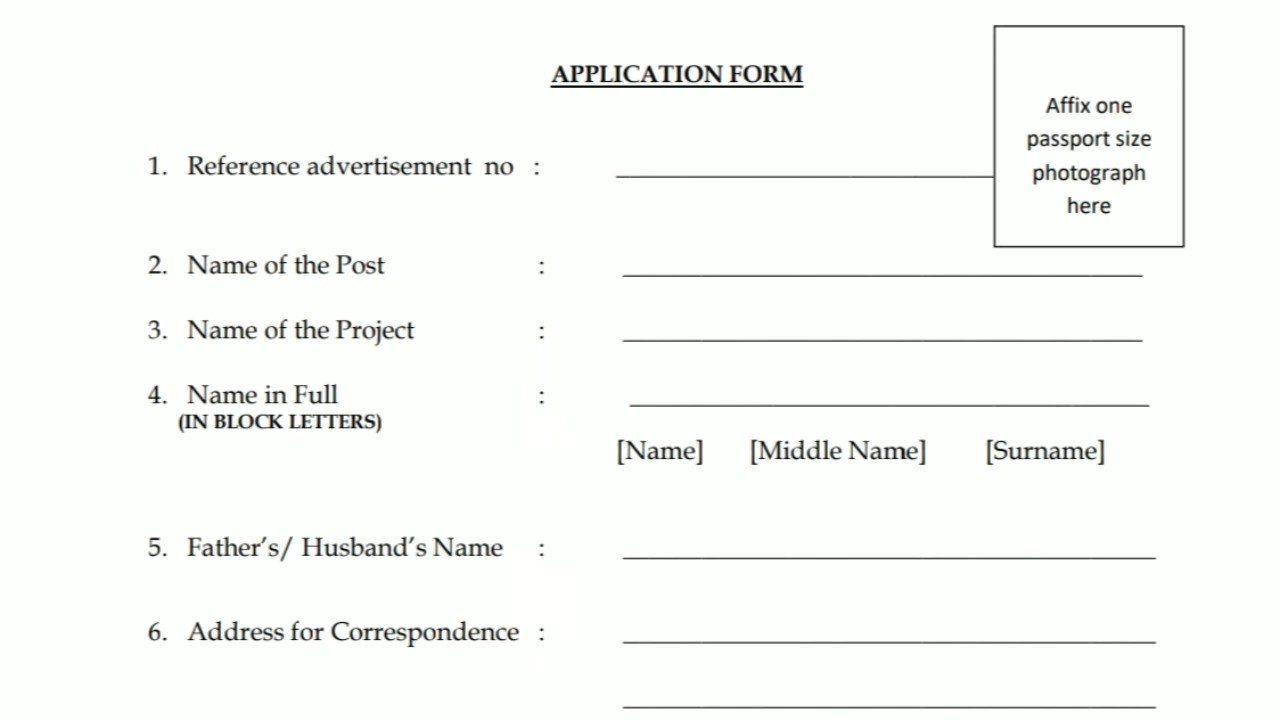 APPLICATION FORM
Affix one
passport size
photograph
here
1. Reference advertisement no :
2. Name of the Post :
3. Name of the Project :
4. Name in Full :
(IN BLOCK LETTERS)
[Name] [Middle Name] [Surname]
5. Father's/ Husband's Name :
6. Address for Correspondence :